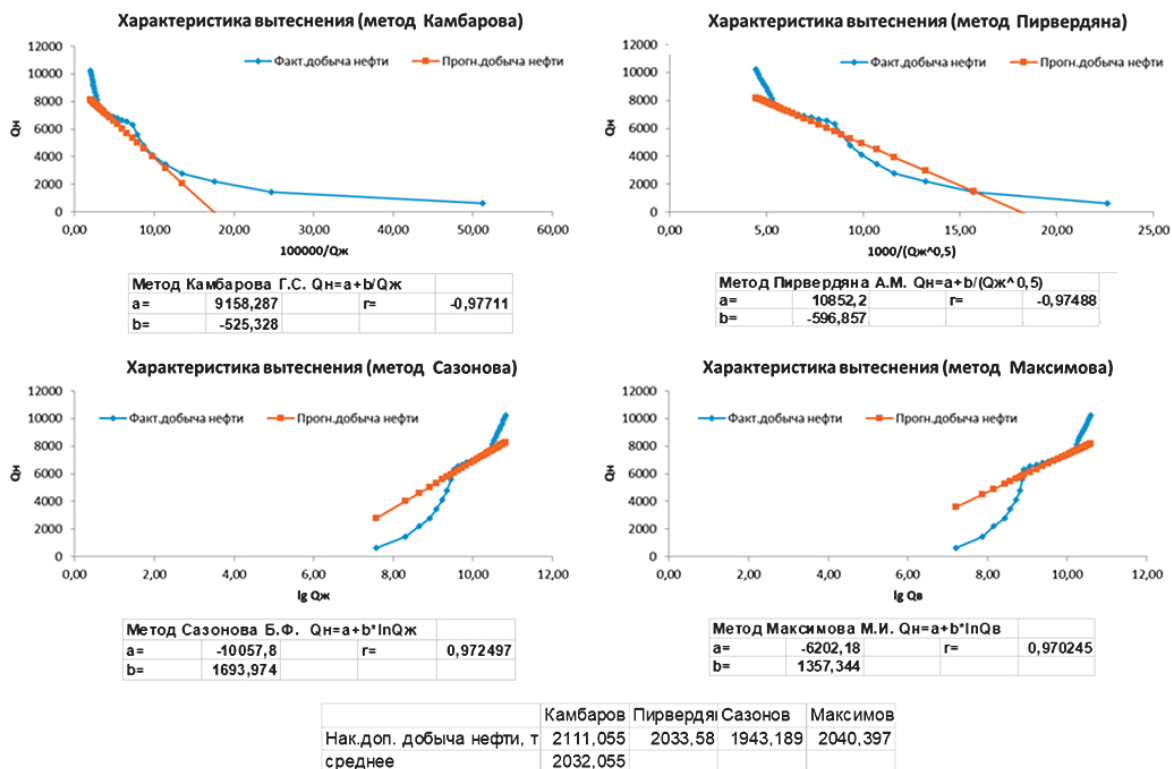 Характеристика вытеснения (метод Камбарова)
12000
Факт.добыча нефти
Прогн.добыча нефти
10000
8000
Qн
6000
4000
2000
0
0,00 10,00 20,00 30,00 40,00 50,00 60,00
100000/Qж
Метод Камбарова Г.С. Qн=a+b/Qж
a= 9158,287 r= -0,97711
b= -525,328
Характеристика вытеснения (метод Пирвердяна)
12000
Факт.добыча нефти
Прогн.добыча нефти
10000
8000
Qн
6000
4000
2000
0
0,00 5,00 10,00 15,00 20,00 25,00
1000/(Qж^0,5)
Метод Пирвердяна А.М. Qн=a+b/(Qж^0,5)
a= 10852,2 r= -0,97488
b= -596,857
Характеристика вытеснения (метод Сазонова)
12000
10000
Факт.добыча нефти
Прогн.добыча нефти
8000
Qн
6000
4000
2000
0
0,00 2,00 4,00 6,00 8,00 10,00 12,00
lg Qж
Метод Сазонова Б.Ф. Qн=a+b*lnQж
a= -10057,8 r= 0,972497
b= 1693,974
Характеристика вытеснения (метод Максимова)
12000
10000
Факт.добыча нефти
Прогн.добыча нефти
8000
Qн
6000
4000
2000
0
0,00 2,00 4,00 6,00 8,00 10,00 12,00
lg Qв
Метод Максимова М.И. Qн=a+b*lnQв
a= -6202,18 r= 0,970245
b= 1357,344
Камбаров Пирвердя Сазонов Максимов
Нак.доп. добыча нефти, т 2111,055 2033,58 1943,189 2040,397
среднее 2032,055